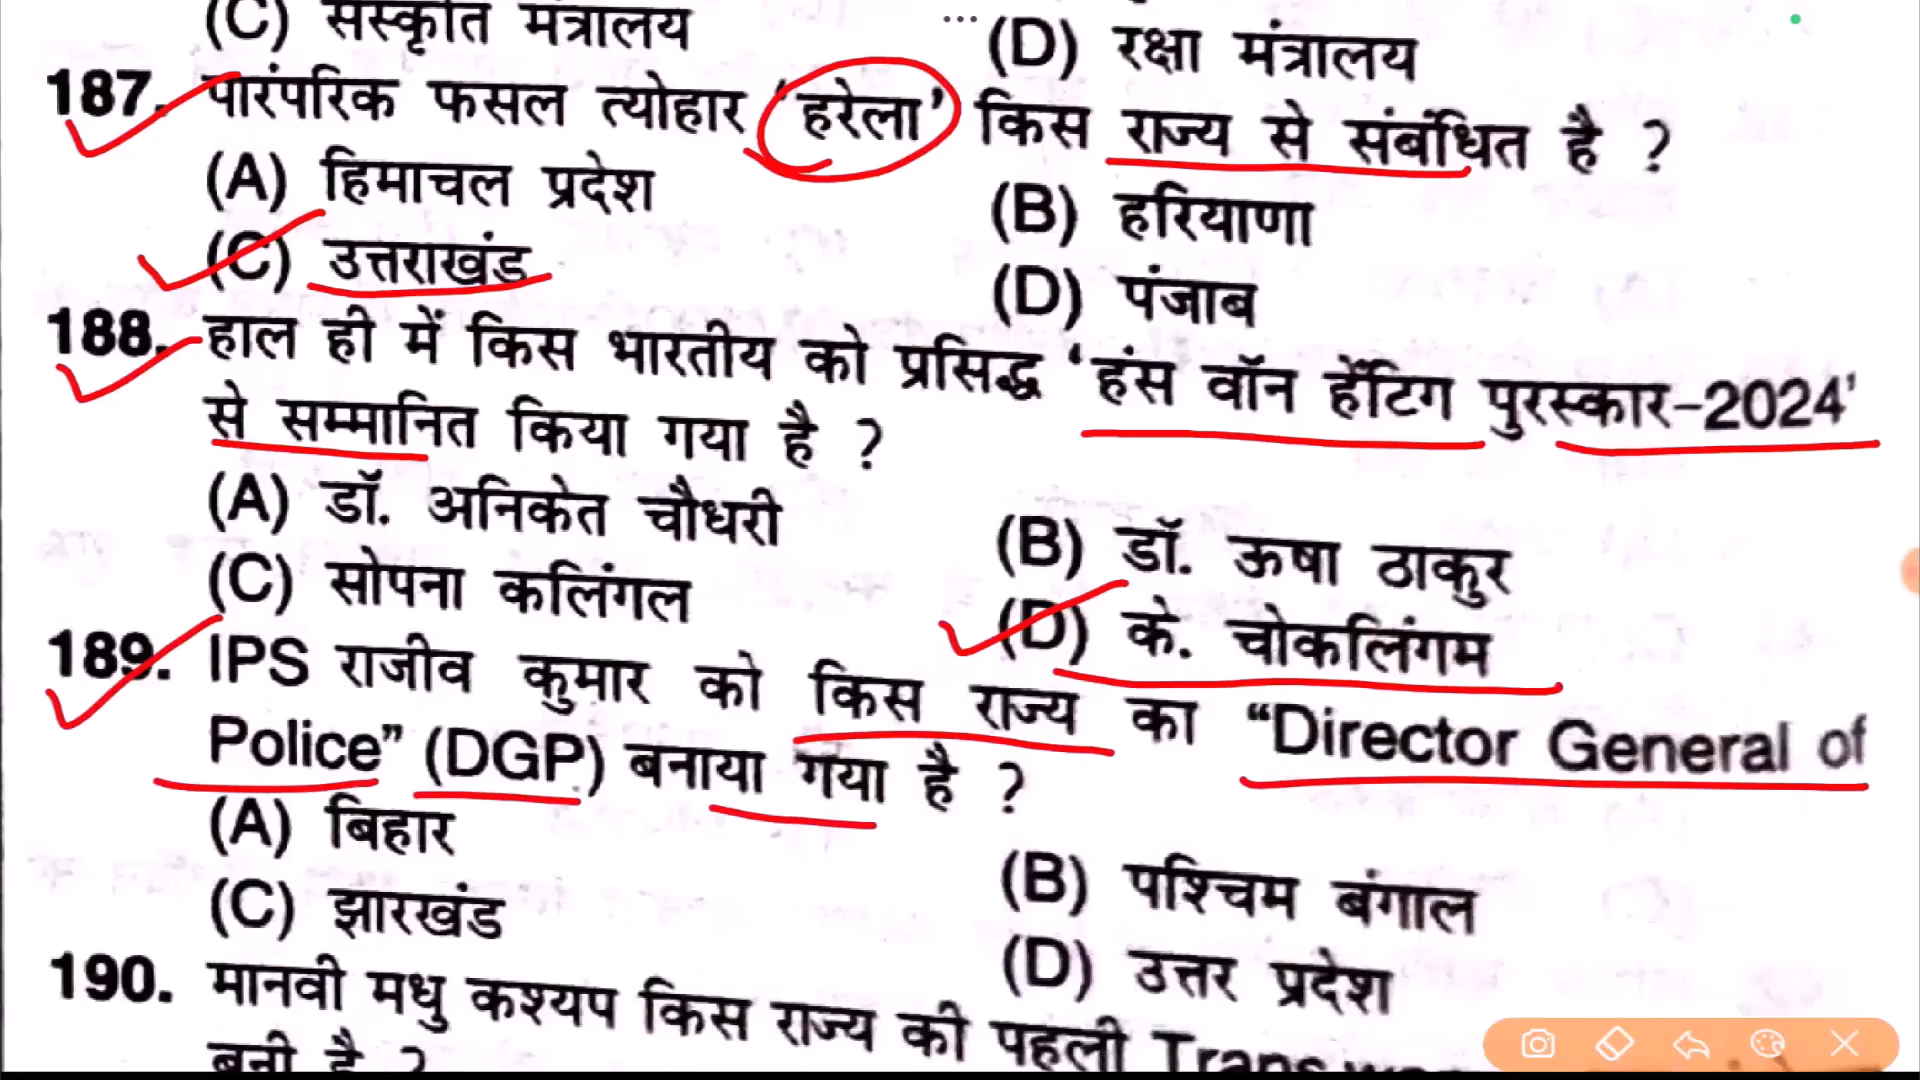 (C) संस्कृति मंत्रालय
(D) रक्षा मंत्रालय
187. पारंपरिक फसल त्योहार 'हरेला' किस राज्य से संबंधित है ?
(A) हिमाचल प्रदेश
(B) हरियाणा
(C) उत्तराखंड
(D) पंजाब
188. हाल ही में किस भारतीय को प्रसिद्ध 'हंस वॉन हेंटिग पुरस्कार-2024'
से सम्मानित किया गया है ?
(A) डॉ. अनिकेत चौधरी
(B) डॉ. ऊषा ठाकुर
(C) सोपना कलिंगल
(D) के. चोकलिंगम
189. IPS राजीव कुमार को किस राज्य का “Director General of
Police” (DGP) बनाया गया है ?
(A) बिहार
(B) पश्चिम बंगाल
(C) झारखंड
(D) उत्तर प्रदेश
190. मानवी मधु कश्यप किस राज्य की पहली
बनी है ?